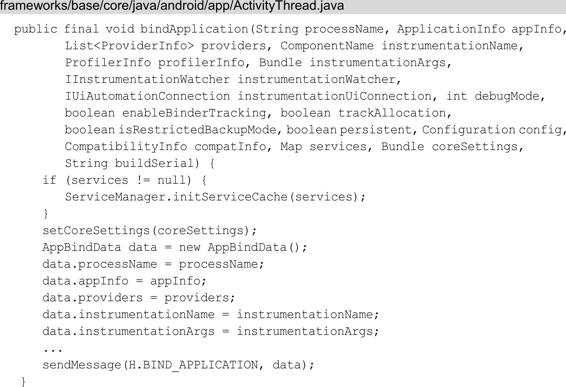 frameworks/base/core/java/android/app/ActivityThread.java
public final void bindApplication(String processName, ApplicationInfo appInfo,
List<ProviderInfo> providers, ComponentName instrumentationName,
ProfilerInfo profilerInfo, Bundle instrumentationArgs,
IInstrumentationWatcher instrumentationWatcher,
IUiAutomationConnection instrumentationUiConnection, int debugMode,
boolean enableBinderTracking, boolean trackAllocation,
boolean isRestrictedBackupMode, boolean persistent, Configuration config,
CompatibilityInfo compatInfo, Map services, Bundle coreSettings,
String buildSerial) {
if (services != null) {
ServiceManager.initServiceCache(services);
}
setCoreSettings(coreSettings);
AppBindData data = new AppBindData();
data.processName = processName;
data.appInfo = appInfo;
data.providers = providers;
data.instrumentationName = instrumentationName;
data.instrumentationArgs = instrumentationArgs;
...
sendMessage(H.BIND_APPLICATION, data);
}